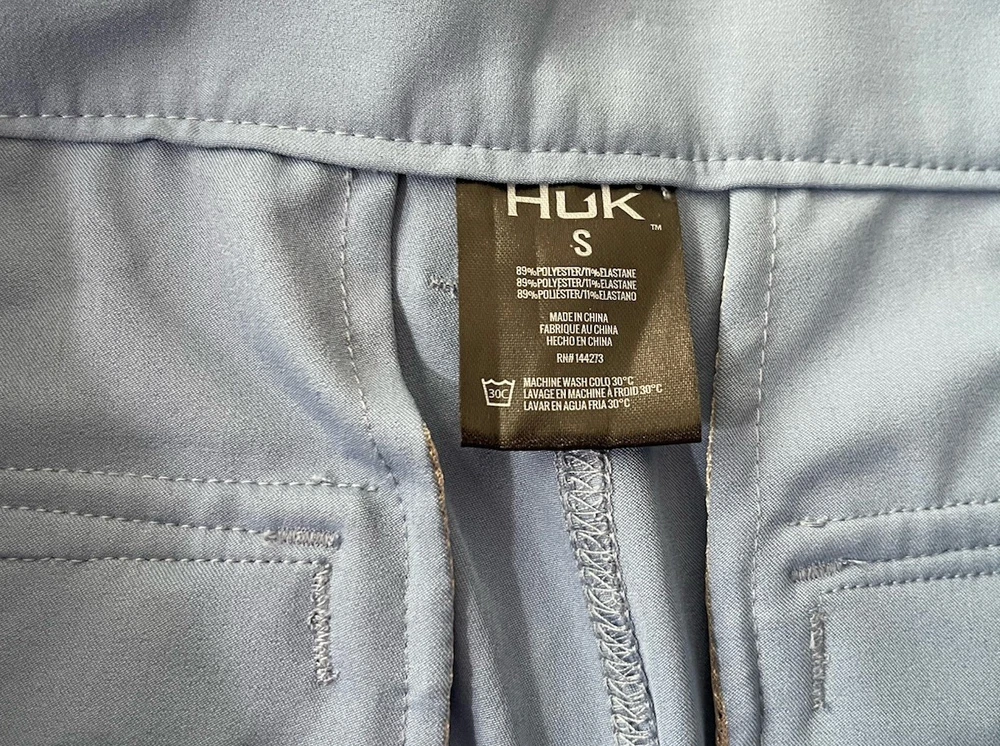 HUK
™
S
89%POLYESTER/11%ELASTANE
89%POLYESTER/11%ELASTANE
89%POLIÉSTER/11%ELASTANO
MADE IN CHINA
FABRIQUE AU CHINA
HECHO EN CHINA
RN# 144273
30C
MACHINE WASH COLD 30°C
LAVAGE EN MACHINE À FROID 30°C
LAVAR EN AGUA FRIA 30°C